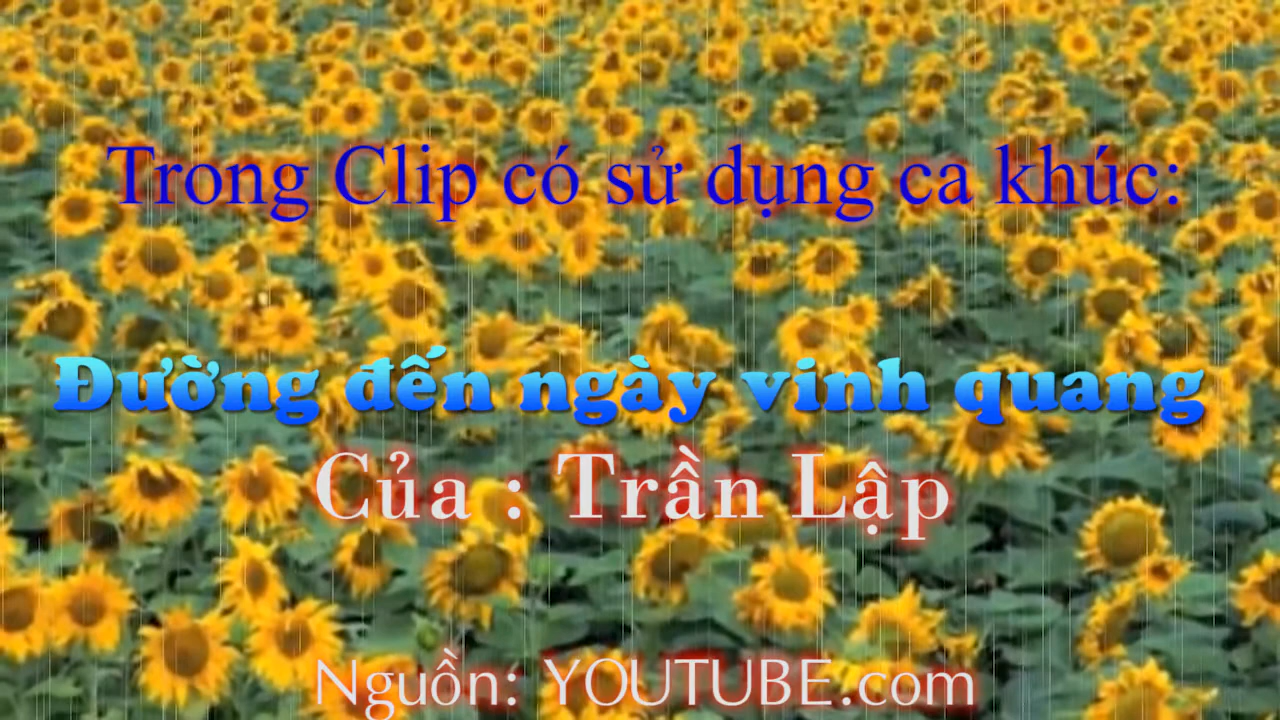 Trong Clip có sử dụng ca khúc:
Đường đến ngày vinh quang
Của : Trần Lập
Nguồn: YOUTUBE.com